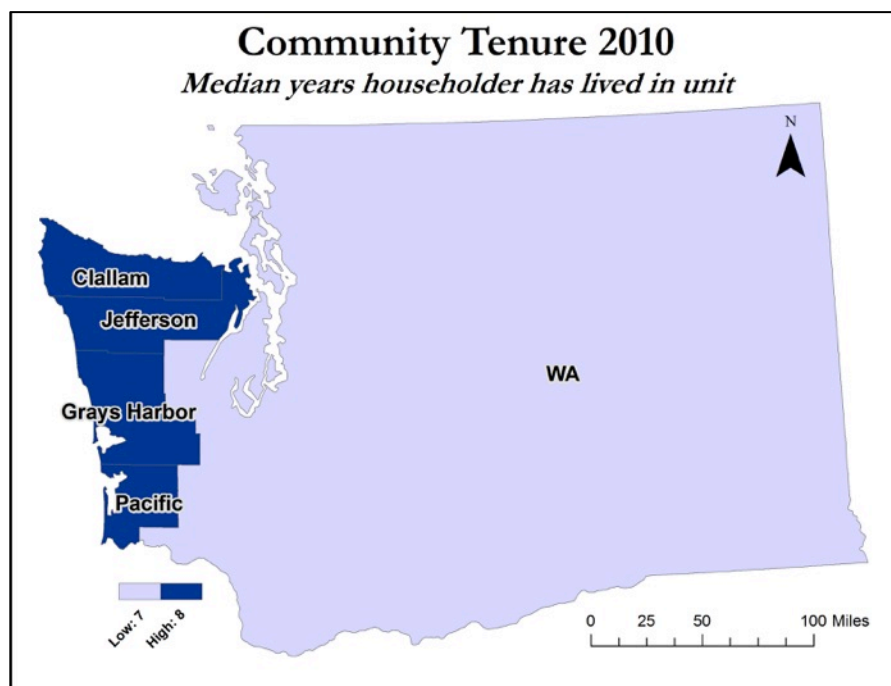 Community Tenure 2010
Median years householder has lived in unit
N
Clallam
Jefferson
WA
Grays Harbor
Pacific
Low: 7
High: 8
0 25 50 100 Miles